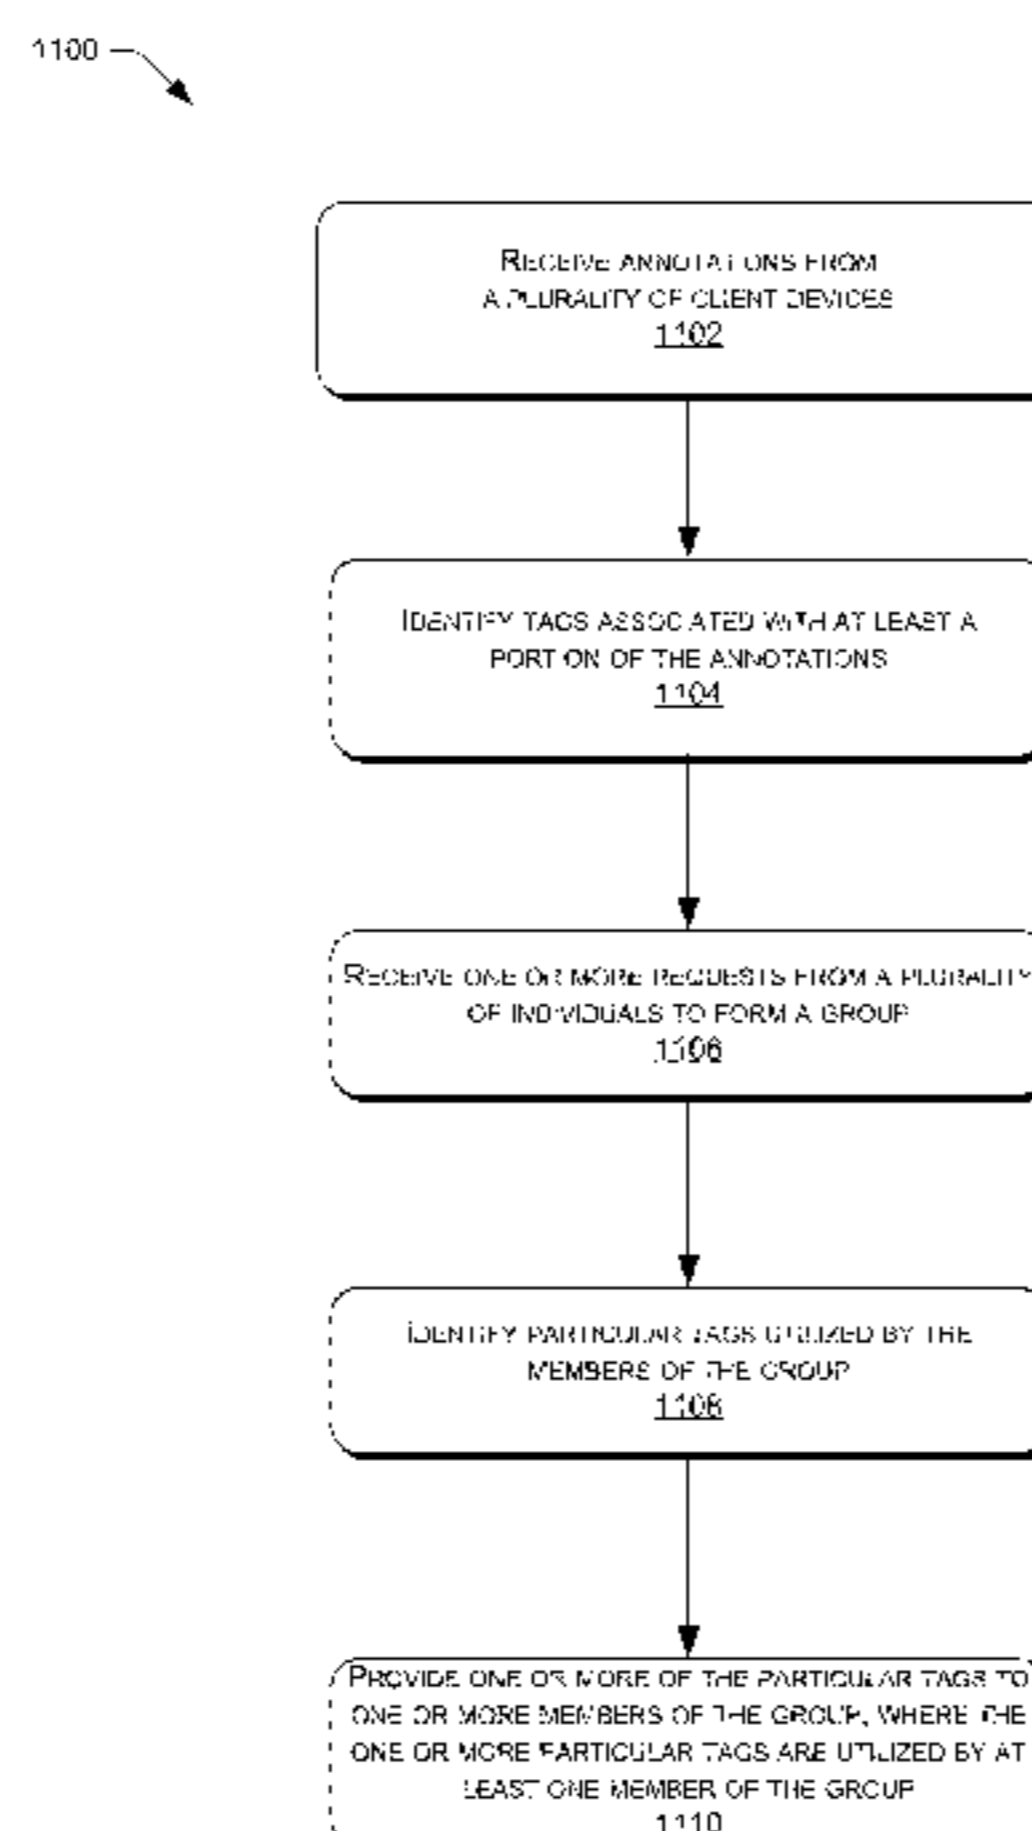 1100
RECEIVE ANNOTATIONS FROM
A PLURALITY OF CLIENT DEVICES
1102
IDENTIFY TAGS ASSOCIATED WITH AT LEAST A
PORTION OF THE ANNOTATIONS
1104
RECEIVE ONE OR MORE REQUESTS FROM A PLURALITY
OF INDIVIDUALS TO FORM A GROUP
1106
IDENTIFY PARTICULAR TAGS UTILIZED BY THE
MEMBERS OF THE GROUP
1108
PROVIDE ONE OR MORE OF THE PARTICULAR TAGS TO
ONE OR MORE MEMBERS OF THE GROUP, WHERE THE
ONE OR MORE PARTICULAR TAGS ARE UTILIZED BY AT
LEAST ONE MEMBER OF THE GROUP
1110